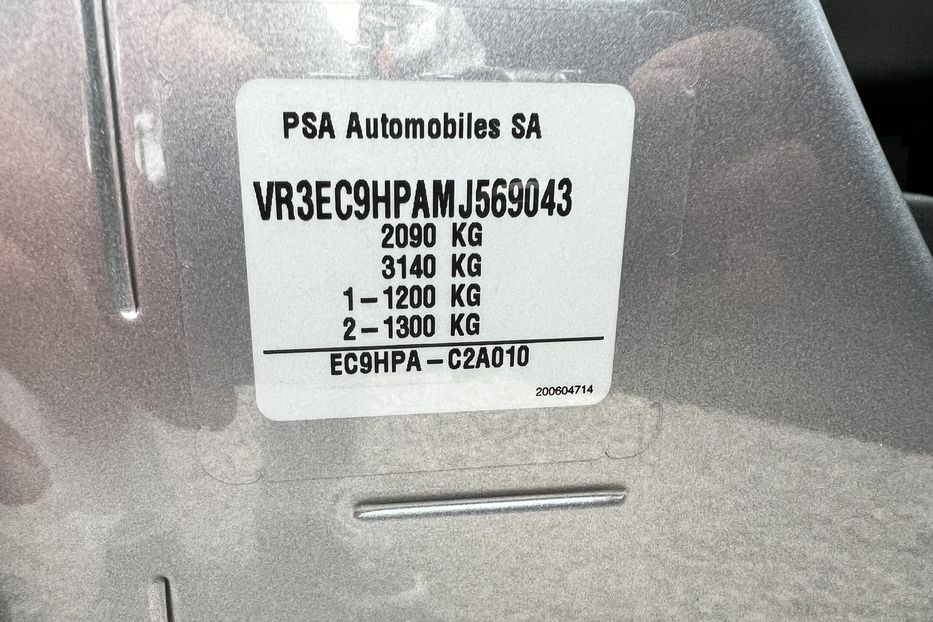 PSA Automobiles SA
VR3EC9HPAMJ569043
2090 KG
3140 KG
1-1200 KG
2-1300 KG
EC9HPA-C2A010
200604714